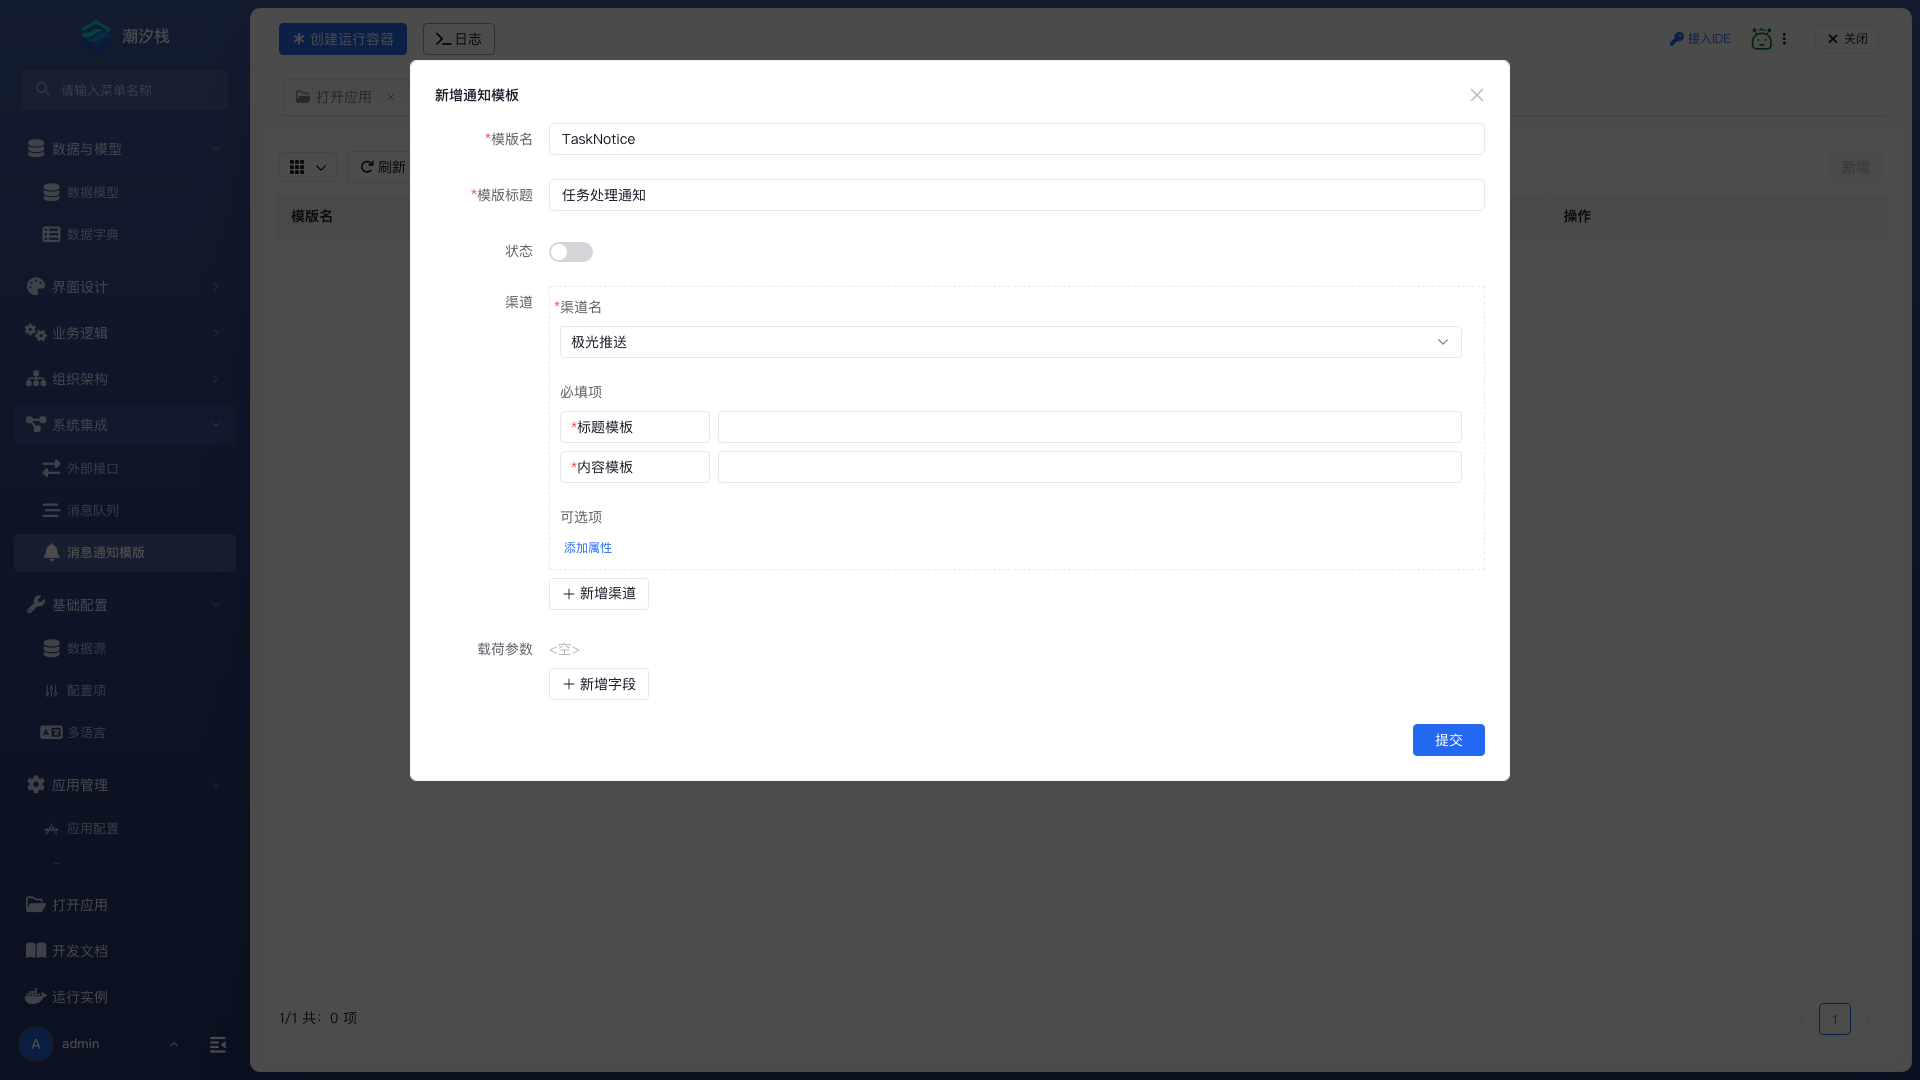 潮汐栈
请输入菜单名称
数据与模型
数据模型
数据字典
界面设计
业务逻辑
组织架构
系统集成
外部接口
消息队列
消息通知模版
基础配置
数据源
配置项
多语言
应用管理
应用配置
打开应用
开发文档
运行实例
A admin
创建运行容器 日志 接入IDE 关闭
打开应用
刷新 新增
模版名 操作
新增通知模板
*模版名 TaskNotice
*模版标题 任务处理通知
状态
渠道 *渠道名
极光推送
必填项
*标题模板
*内容模板
可选项
添加属性
新增渠道
载荷参数 <空>
新增字段
提交
1/1 共：0 项 1